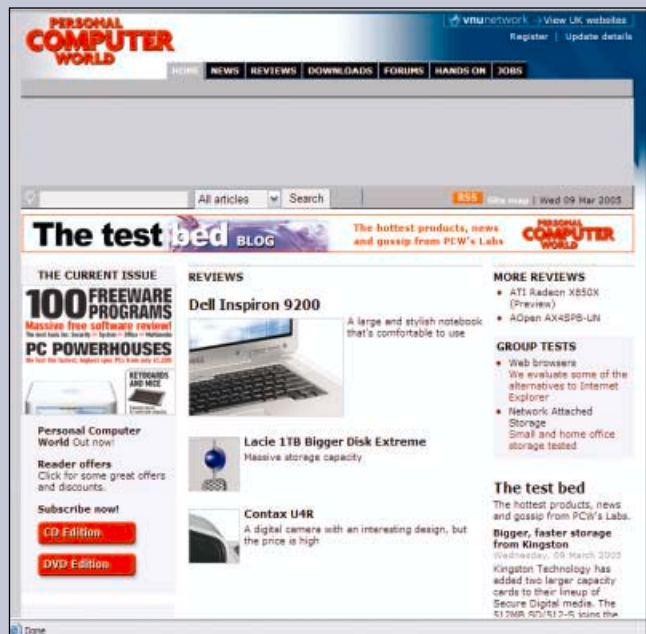 PERSONAL
COMPUTER
WORLD
vnunetwork View UK websites
Register | Update details
HOME NEWS REVIEWS DOWNLOADS FORUMS HANDS ON JOBS
All articles Search
RSS Site map | Wed 09 Mar 2005
The test bed BLOG
The hottest products, news
and gossip from PCW's Labs
PERSONAL
COMPUTER
WORLD
THE CURRENT ISSUE
100 FREEWARE
PROGRAMS
Massive free software review!
PC POWERHOUSES
KEYBOARDS
AND MICE
Personal Computer
World Out now!
Reader offers
Click for some great offers
and discounts.
Subscribe now!
CD Edition
DVD Edition
REVIEWS
Dell Inspiron 9200
A large and stylish notebook
that's comfortable to use
Lacie 1TB Bigger Disk Extreme
Massive storage capacity
Contax U4R
A digital camera with an interesting design, but
the price is high
MORE REVIEWS
• ATI Radeon X850X
(Preview)
• AOpen AX4SPB-UN
GROUP TESTS
• Web browsers
We evaluate some of the
alternatives to Internet
Explorer
• Network Attached
Storage
Small and home office
storage tested
The test bed
The hottest products, news
and gossip from PCW's Labs.
Bigger, faster storage
from Kingston
Wednesday, 09 March 2005
Kingston Technology has
added two larger capacity
cards to their lineup of
Secure Digital media. The
512MB SD/512-S joins the
Done